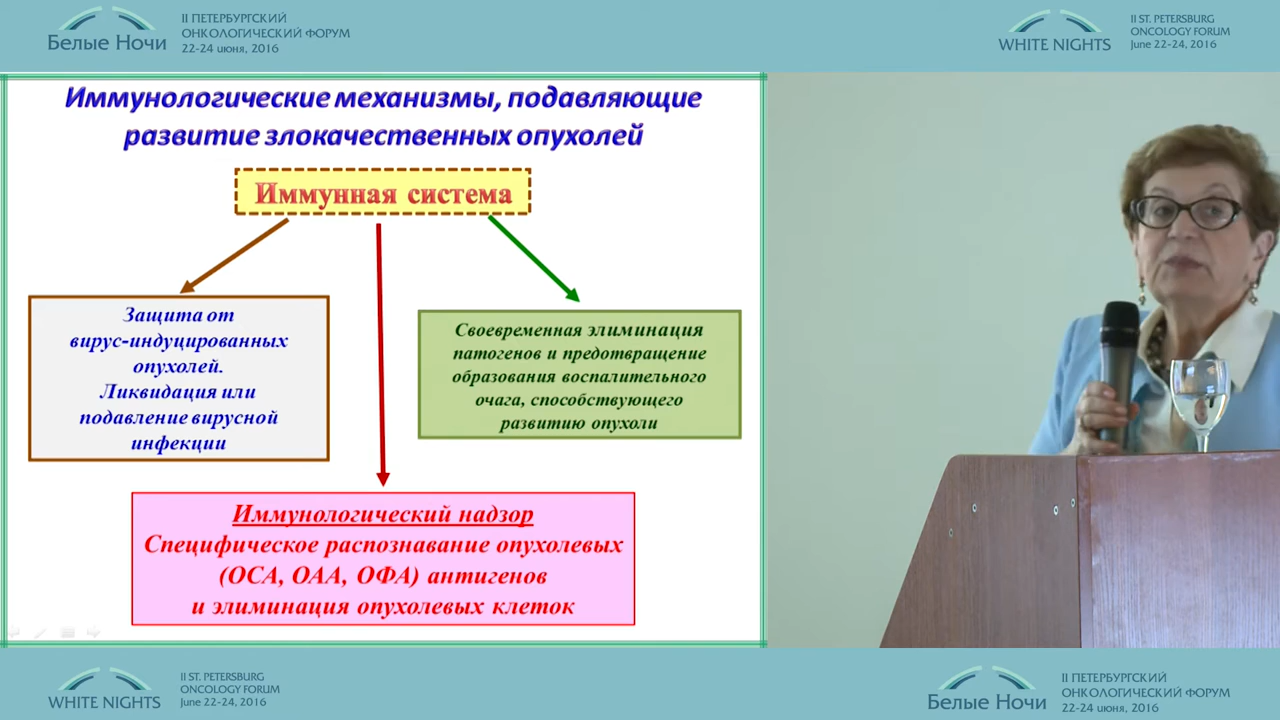 Белые Ночи
II ПЕТЕРБУРГСКИЙ
ОНКОЛОГИЧЕСКИЙ ФОРУМ
22-24 июня, 2016
WHITE NIGHTS
II ST. PETERSBURG
ONCOLOGY FORUM
June 22-24, 2016
Иммунологические механизмы, подавляющие
развитие злокачественных опухолей
Иммунная система
Защита от
вирус-индуцированных
опухолей.
Ликвидация или
подавление вирусной
инфекции
Своевременная элиминация
патогенов и предотвращение
образования воспалительного
очага, способствующего
развитию опухоли
Иммунологический надзор
Специфическое распознавание опухолевых
(ОСА, ОАА, ОФА) антигенов
и элиминация опухолевых клеток
WHITE NIGHTS
II ST. PETERSBURG
ONCOLOGY FORUM
June 22-24, 2016
Белые Ночи
II ПЕТЕРБУРГСКИЙ
ОНКОЛОГИЧЕСКИЙ ФОРУМ
22-24 июня, 2016